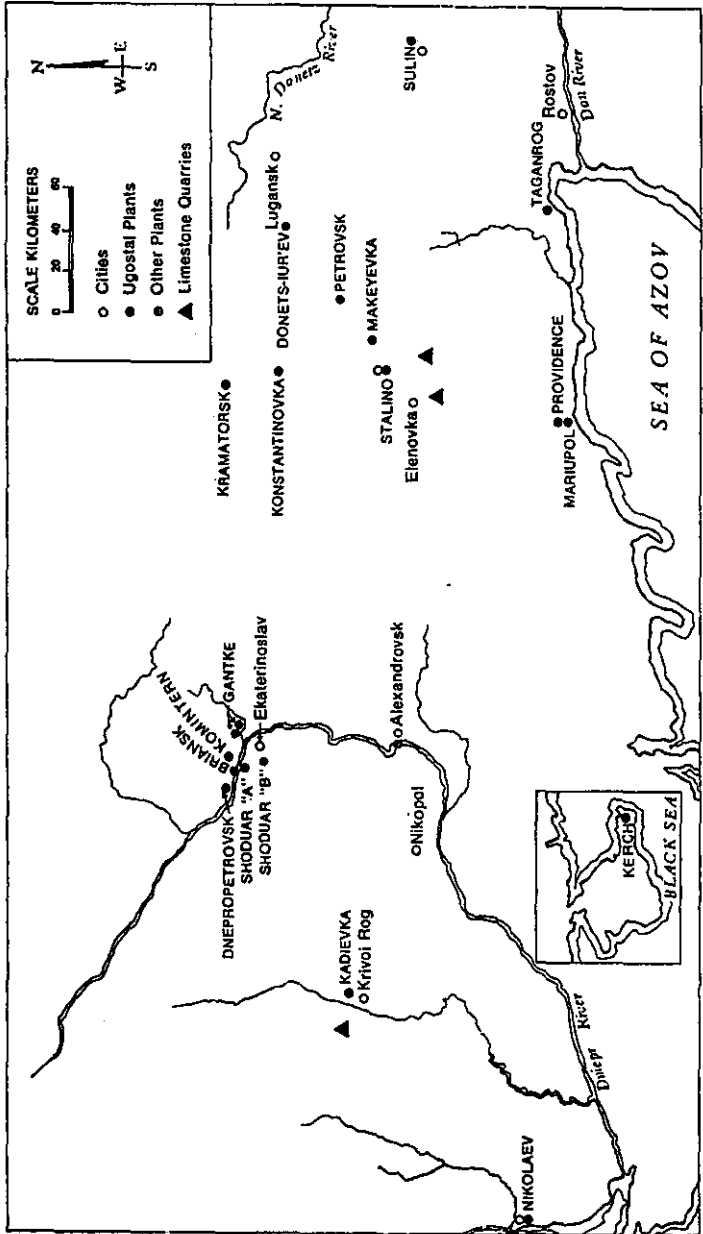 N
W E
S
SCALE KILOMETERS
0 20 40 60
Cities
Ugostal Plants
Other Plants
Limestone Quarries
N. Donetz River
SULIN
Lugansk
DONETS-IUR'EV
PETROVSK
MAKEYEVKA
KRAMATORSK
KONSTANTINOVKA
STALINO
Elenovka
TAGANROG
Rostov
Don River
PROVIDENCE
MARIUPOL
SEA OF AZOV
GANTKE
KOMINTERN
BRIANSK
DNEPROPETROVSK
SHODUAR "A"
SHODUAR "B"
Ekaterinoslav
Alexandrovsk
Nikopol
KADIEVKA
Krivoi Rog
Dniepr River
NIKOLAEV
KERCH
BLACK SEA